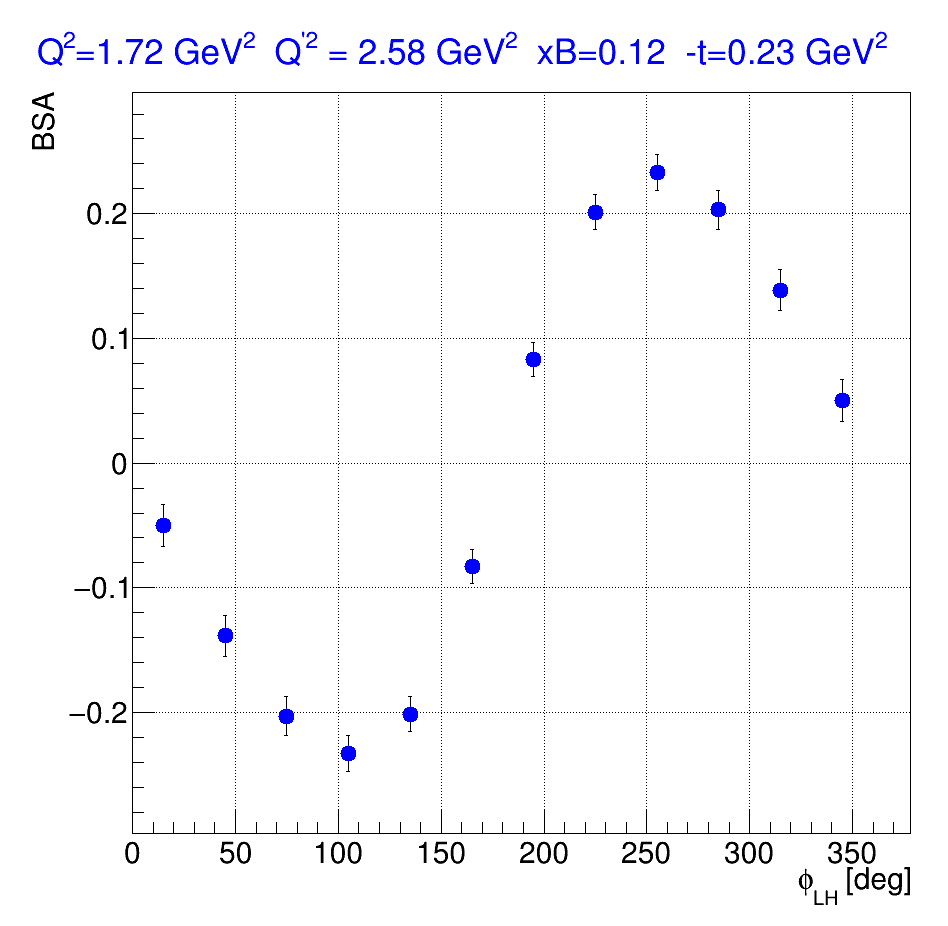 Q²=1.72 GeV² Q'² = 2.58 GeV² xB=0.12 -t=0.23 GeV²
BSA
0.2
0.1
0
−0.1
−0.2
0 50 100 150 200 250 300 350
ϕ_LH [deg]